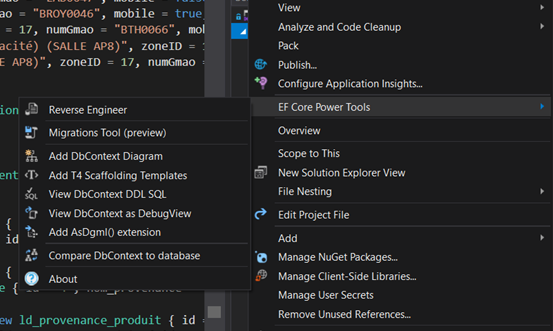 mobile =
mao = "BROY0046", mobile = true,
= 17, numGmao = "BTH0066", mob
acité) (SALLE AP8)", zoneID = 
E AP8)", zoneID = 17, numGmao =
View
Analyze and Code Cleanup
Pack
Publish...
Configure Application Insights...
EF Core Power Tools
Overview
Scope to This
New Solution Explorer View
File Nesting
Edit Project File
Add
Manage NuGet Packages...
Manage Client-Side Libraries...
Manage User Secrets
Remove Unused References...
Reverse Engineer
Migrations Tool (preview)
Add DbContext Diagram
Add T4 Scaffolding Templates
View DbContext DDL SQL
View DbContext as DebugView
Add AsDgml() extension
Compare DbContext to database
About
ion
ent
{
id
{
ew ld_provenance_produit { id =